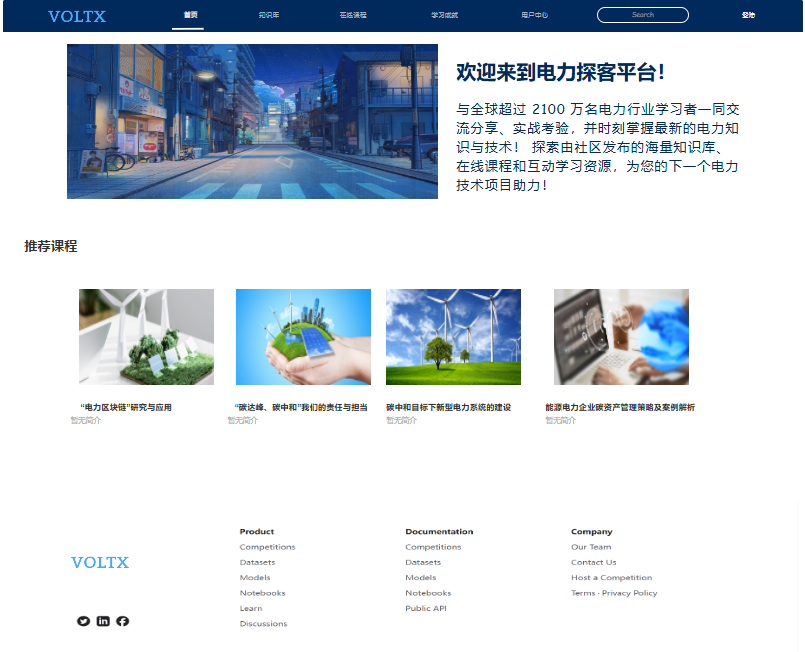 VOLTX 首页 知识库 在线课程 学习成就 用户中心 Search 登陆
欢迎来到电力探客平台！
与全球超过 2100 万名电力行业学习者一同交
流分享、实战考验，并时刻掌握最新的电力知
识与技术！ 探索由社区发布的海量知识库、
在线课程和互动学习资源，为您的下一个电力
技术项目助力！
推荐课程
“电力区块链”研究与应用
暂无简介
“碳达峰、碳中和”我们的责任与担当
暂无简介
碳中和目标下新型电力系统的建设
暂无简介
能源电力企业碳资产管理策略及案例解析
暂无简介
VOLTX
Product
Competitions
Datasets
Models
Notebooks
Learn
Discussions
Documentation
Competitions
Datasets
Models
Notebooks
Public API
Company
Our Team
Contact Us
Host a Competition
Terms · Privacy Policy